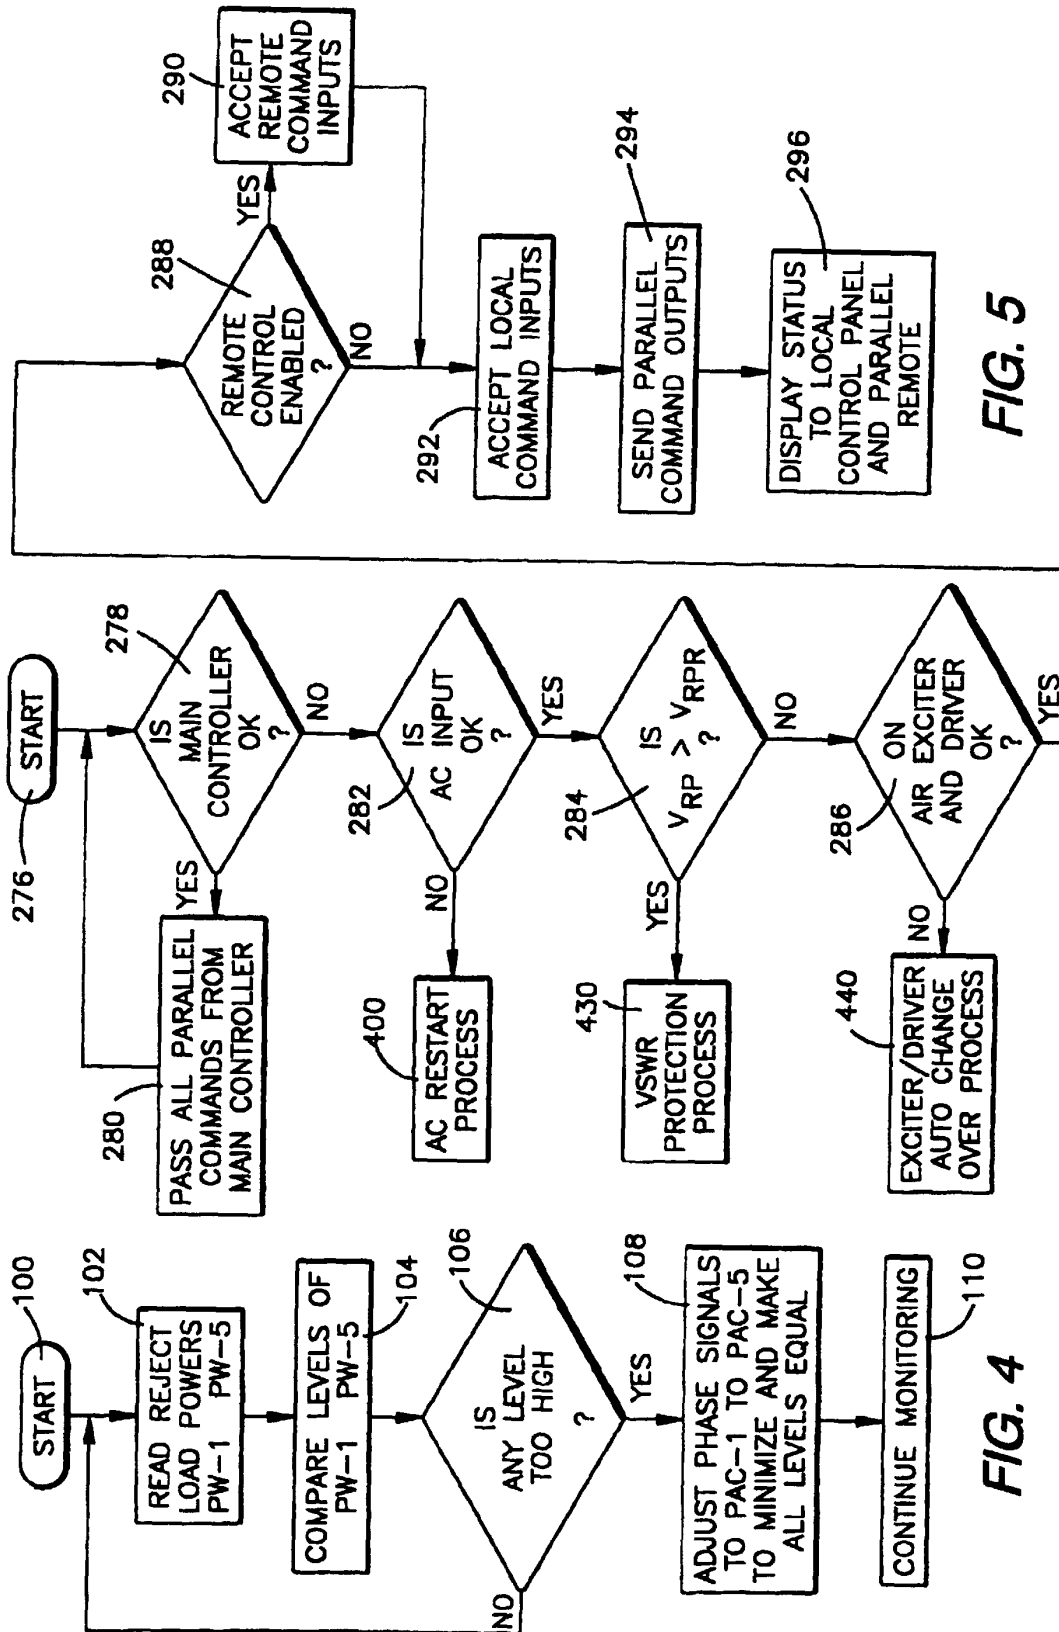 100
START
102
READ REJECT
LOAD POWERS
PW-1 PW-5
COMPARE LEVELS OF
PW-1 PW-5
104
106
IS
ANY LEVEL
TOO HIGH
?
NO
YES
108
ADJUST PHASE SIGNALS
TO PAC-1 TO PAC-5
TO MINIMIZE AND MAKE
ALL LEVELS EQUAL
CONTINUE MONITORING
110
FIG. 4
276
START
278
IS
MAIN
CONTROLLER
OK
?
YES
NO
280
PASS ALL PARALLEL
COMMANDS FROM
MAIN CONTROLLER
282
IS
AC INPUT
OK
?
NO
YES
400
AC RESTART
PROCESS
284
IS
VRP > VRPR
?
YES
NO
430
VSWR
PROTECTION
PROCESS
286
ON
AIR EXCITER
AND DRIVER
OK
?
NO
YES
440
EXCITER/DRIVER
AUTO CHANGE
OVER PROCESS
288
REMOTE
CONTROL
ENABLED
?
YES
NO
290
ACCEPT
REMOTE
COMMAND
INPUTS
292
ACCEPT LOCAL
COMMAND INPUTS
294
SEND PARALLEL
COMMAND OUTPUTS
296
DISPLAY STATUS
TO LOCAL
CONTROL PANEL
AND PARALLEL
REMOTE
FIG. 5